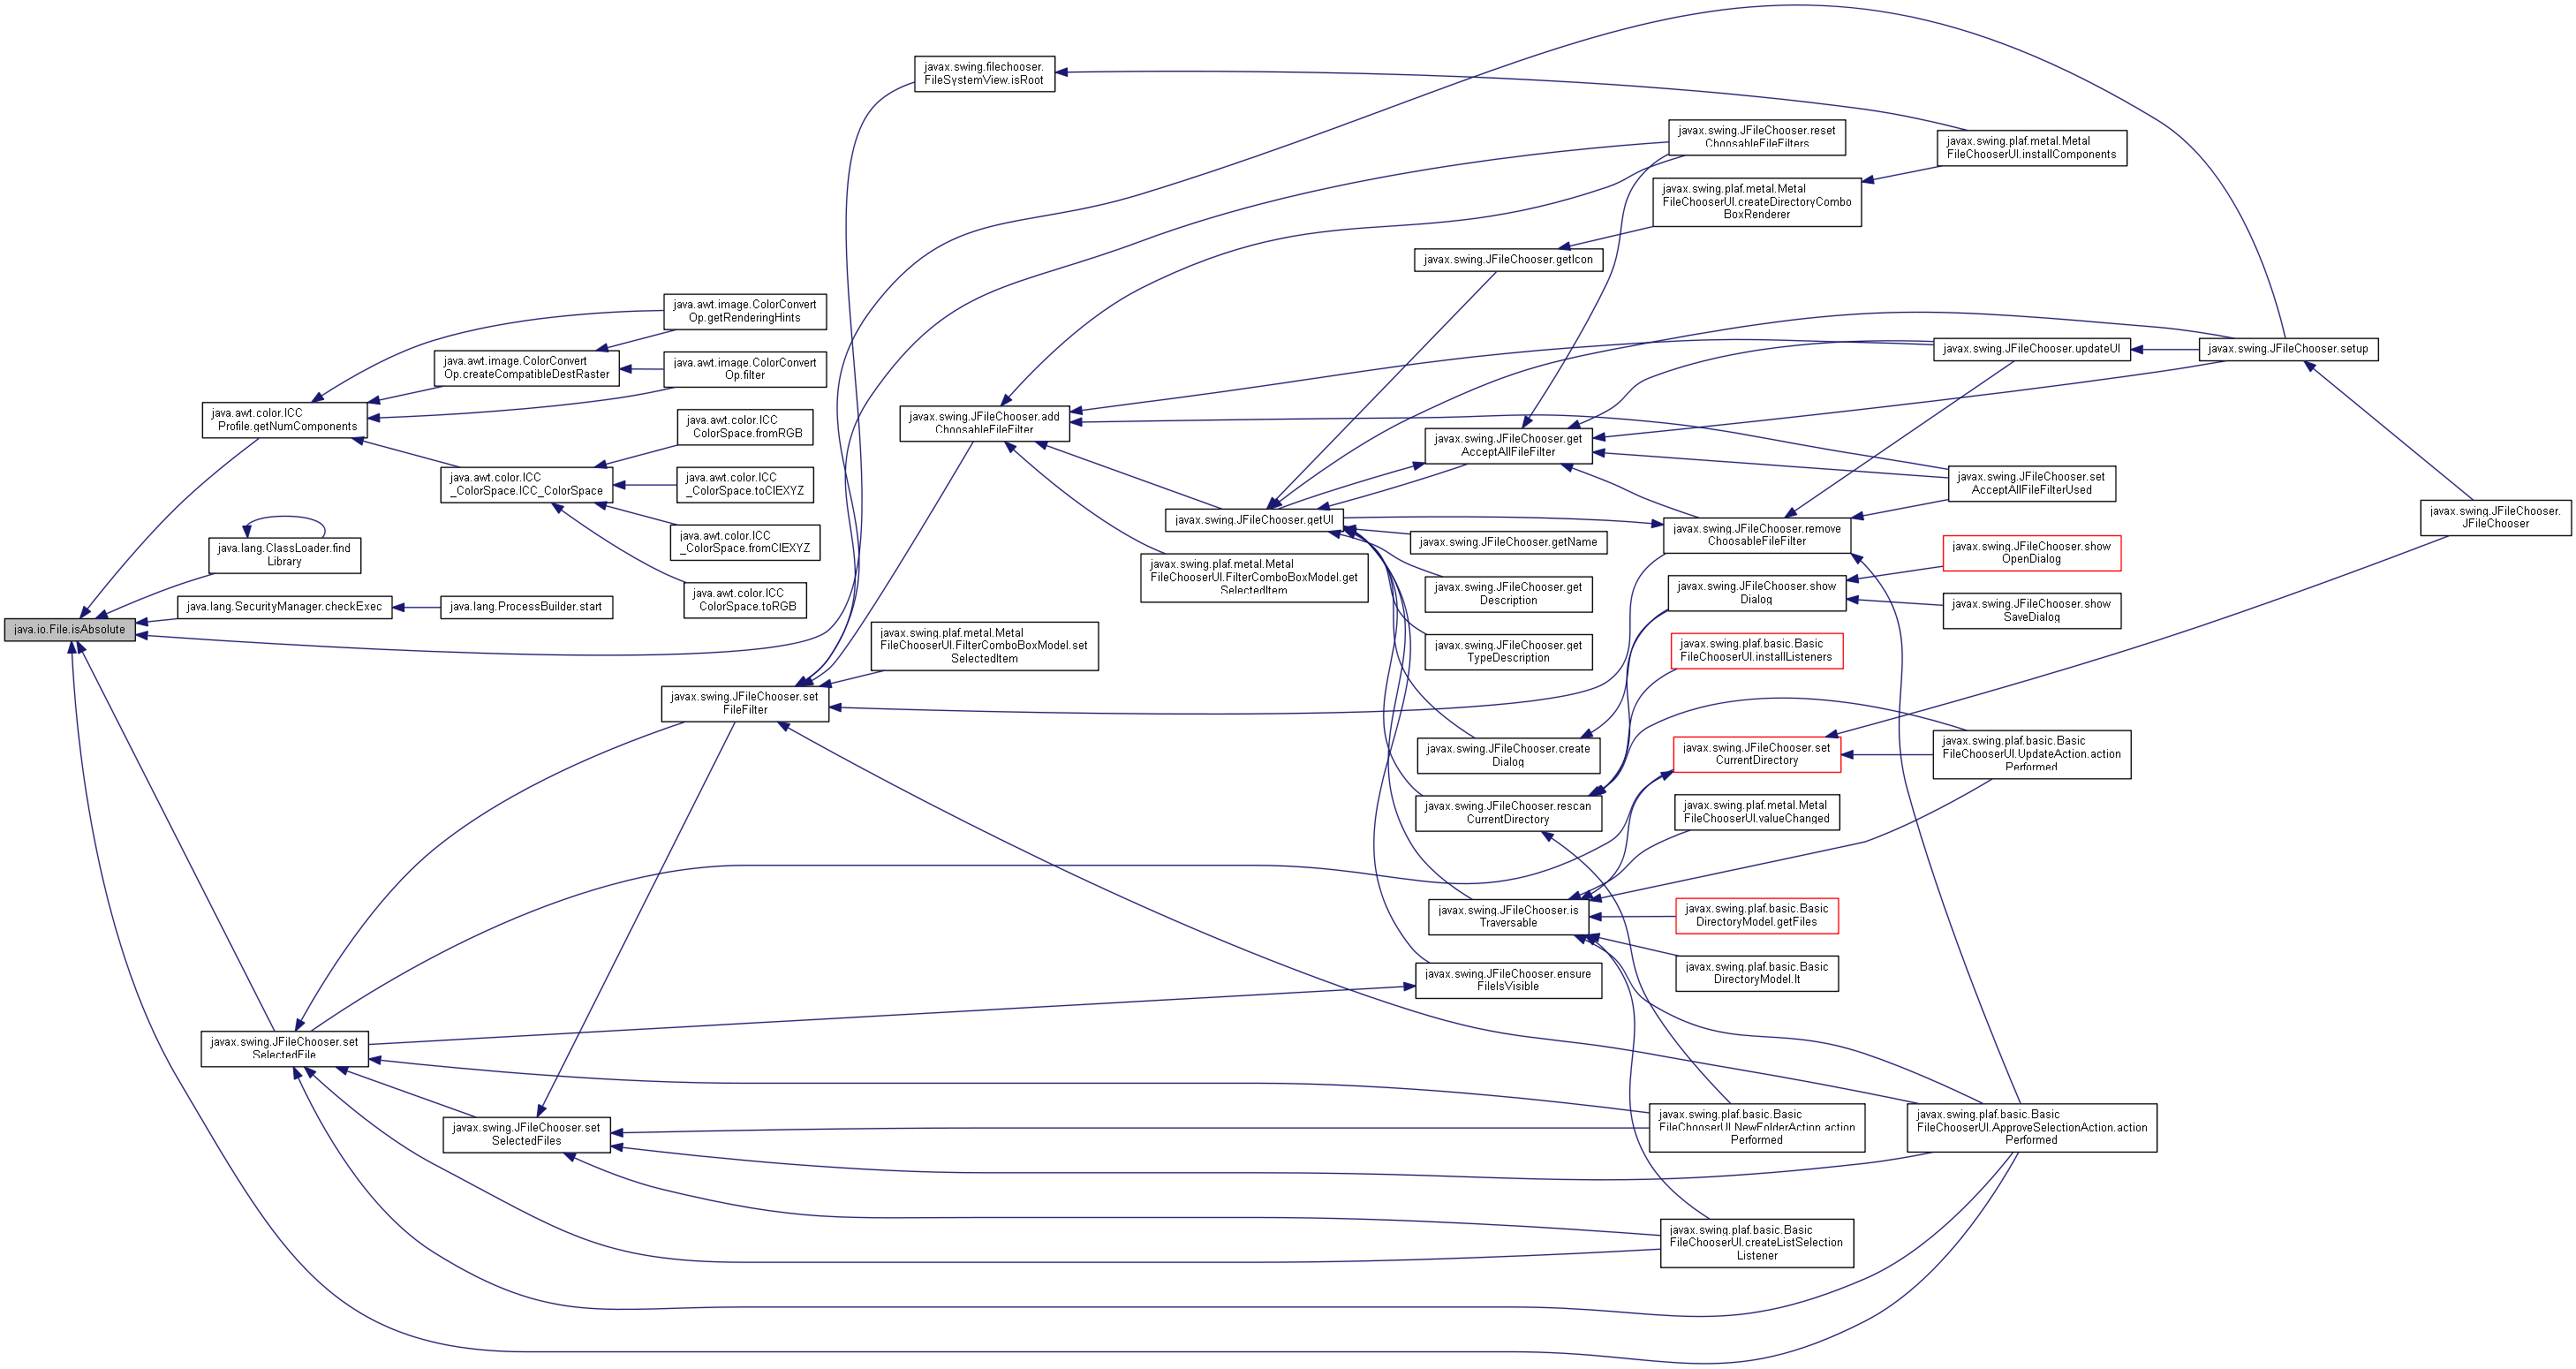 javax.swing.filechooser.
FileSystemView.isRoot
javax.swing.JFileChooser.reset
ChoosableFileFilters
javax.swing.plaf.metal.Metal
FileChooserUI.installComponents
javax.swing.plaf.metal.Metal
FileChooserUI.createDirectoryCombo
BoxRenderer
javax.swing.JFileChooser.getIcon
java.awt.image.ColorConvert
Op.getRenderingHints
java.awt.image.ColorConvert
Op.createCompatibleDestRaster
java.awt.image.ColorConvert
Op.filter
javax.swing.JFileChooser.updateUI
javax.swing.JFileChooser.setup
java.awt.color.ICC_
Profile.getNumComponents
java.awt.color.ICC
_ColorSpace.fromRGB
javax.swing.JFileChooser.add
ChoosableFileFilter
javax.swing.JFileChooser.get
AcceptAllFileFilter
java.awt.color.ICC
_ColorSpace.ICC_ColorSpace
java.awt.color.ICC
_ColorSpace.toCIEXYZ
javax.swing.JFileChooser.set
AcceptAllFileFilterUsed
javax.swing.JFileChooser.
JFileChooser
javax.swing.JFileChooser.getUI
java.awt.color.ICC
_ColorSpace.fromCIEXYZ
javax.swing.JFileChooser.getName
javax.swing.JFileChooser.remove
ChoosableFileFilter
java.lang.ClassLoader.find
Library
javax.swing.JFileChooser.show
OpenDialog
javax.swing.plaf.metal.Metal
FileChooserUI.FilterComboBoxModel.get
SelectedItem
javax.swing.JFileChooser.get
Description
javax.swing.JFileChooser.show
Dialog
java.awt.color.ICC
_ColorSpace.toRGB
java.lang.SecurityManager.checkExec
java.lang.ProcessBuilder.start
javax.swing.JFileChooser.show
SaveDialog
java.io.File.isAbsolute
javax.swing.plaf.metal.Metal
FileChooserUI.FilterComboBoxModel.set
SelectedItem
javax.swing.JFileChooser.get
TypeDescription
javax.swing.plaf.basic.Basic
FileChooserUI.installListeners
javax.swing.JFileChooser.set
FileFilter
javax.swing.JFileChooser.create
Dialog
javax.swing.JFileChooser.set
CurrentDirectory
javax.swing.plaf.basic.Basic
FileChooserUI.UpdateAction.action
Performed
javax.swing.JFileChooser.rescan
CurrentDirectory
javax.swing.plaf.metal.Metal
FileChooserUI.valueChanged
javax.swing.JFileChooser.is
Traversable
javax.swing.plaf.basic.Basic
DirectoryModel.getFiles
javax.swing.JFileChooser.ensure
FileIsVisible
javax.swing.plaf.basic.Basic
DirectoryModel.lt
javax.swing.JFileChooser.set
SelectedFile
javax.swing.JFileChooser.set
SelectedFiles
javax.swing.plaf.basic.Basic
FileChooserUI.NewFolderAction.action
Performed
javax.swing.plaf.basic.Basic
FileChooserUI.ApproveSelectionAction.action
Performed
javax.swing.plaf.basic.Basic
FileChooserUI.createListSelection
Listener